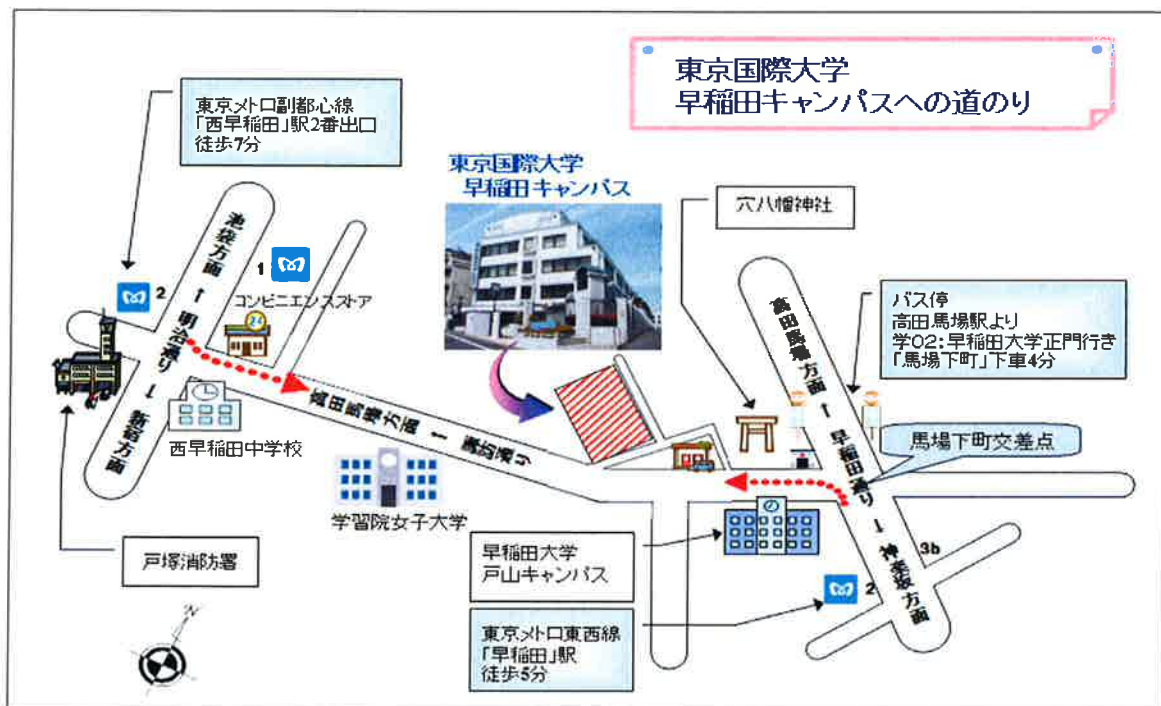 東京国際大学
早稲田キャンパスへの道のり
東京メトロ副都心線
「西早稲田」駅2番出口
徒歩7分
東京国際大学
早稲田キャンパス
穴八幡神社
池袋方面 ↑ 明治通り ↓ 新宿方面
1
2
コンビニエンスストア
西早稲田中学校
高田馬場方面 ↑ 諏訪通り
学習院女子大学
戸塚消防署
高田馬場方面 ↑ 早稲田通り ↓ 神楽坂方面
バス停
高田馬場駅より
学02:早稲田大学正門行き
「馬場下町」下車4分
馬場下町交差点
早稲田大学
戸山キャンパス
3b
2
東京メトロ東西線
「早稲田」駅
徒歩5分
N